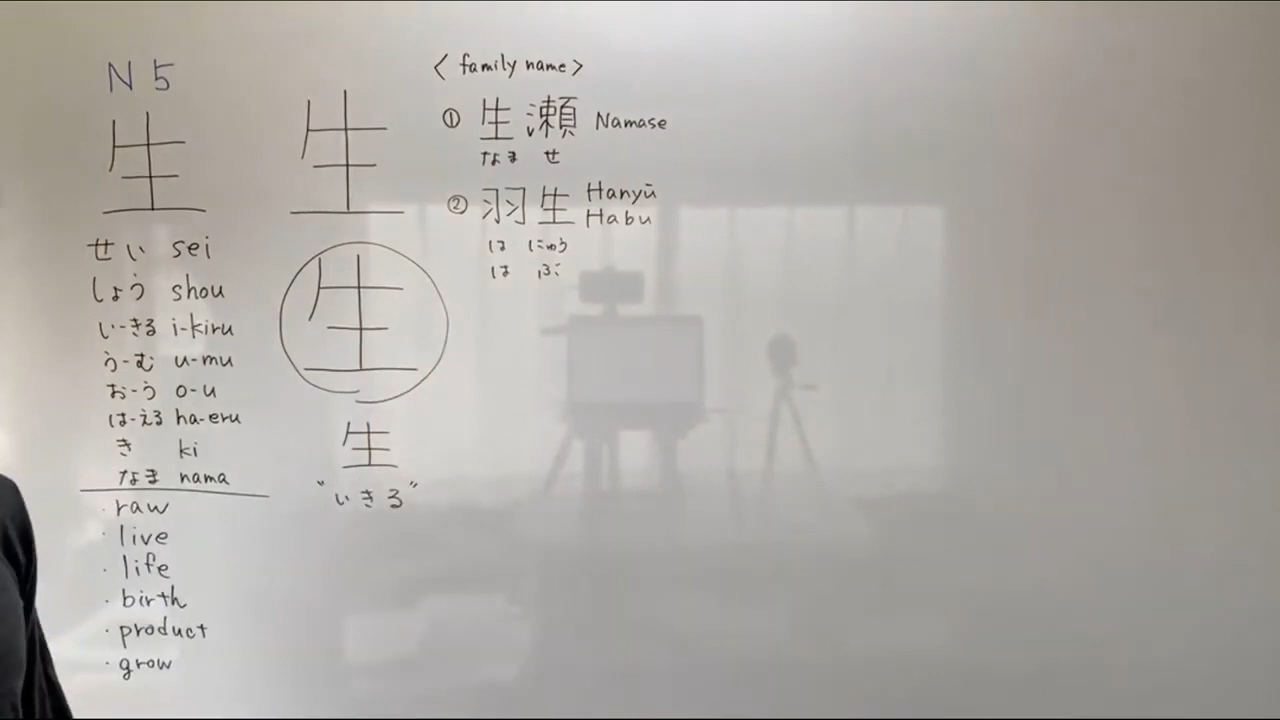 N5
生
せい sei
しょう shou
い-きる i-kiru
う-む u-mu
お-う o-u
は-える ha-eru
き ki
なま nama
・raw
・live
・life
・birth
・product
・grow
生
生
生
"いきる"
〈family name〉
① 生瀬 Namase
なま せ
② 羽生 Hanyū
Habu
は にゅう
は ぶ